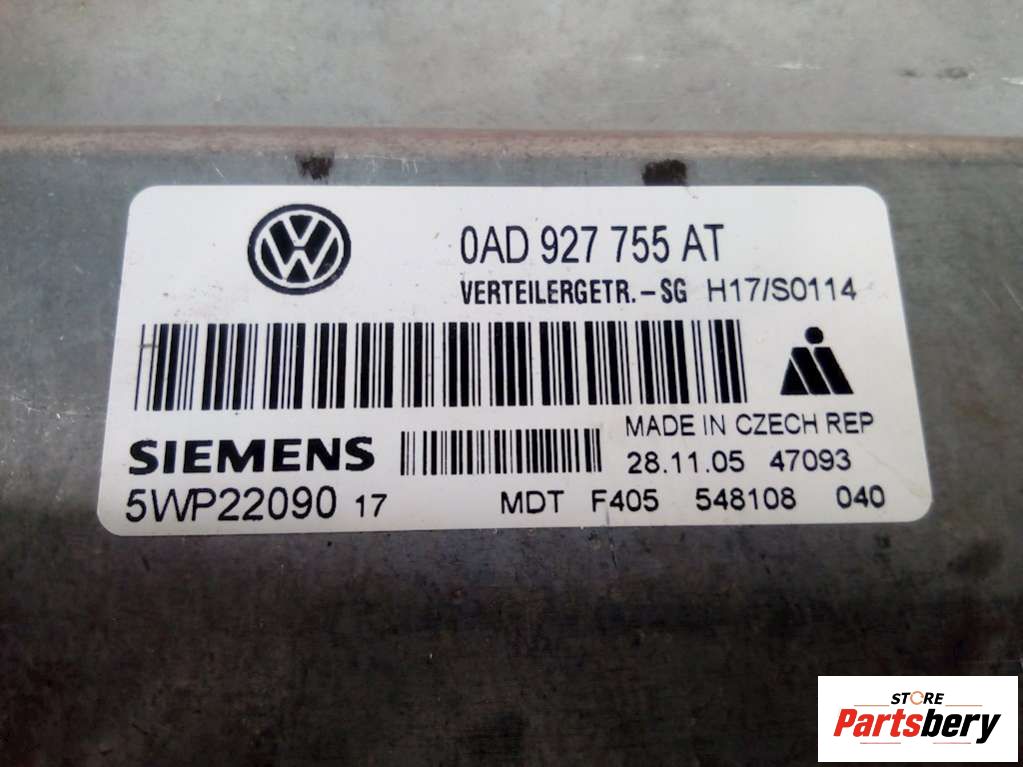 0AD 927 755 AT
VERTEILERGETR.-SG H17/S0114
MADE IN CZECH REP
SIEMENS
28.11.05 47093
5WP22090 17 MDT F405 548108 040
STORE
Partsbery